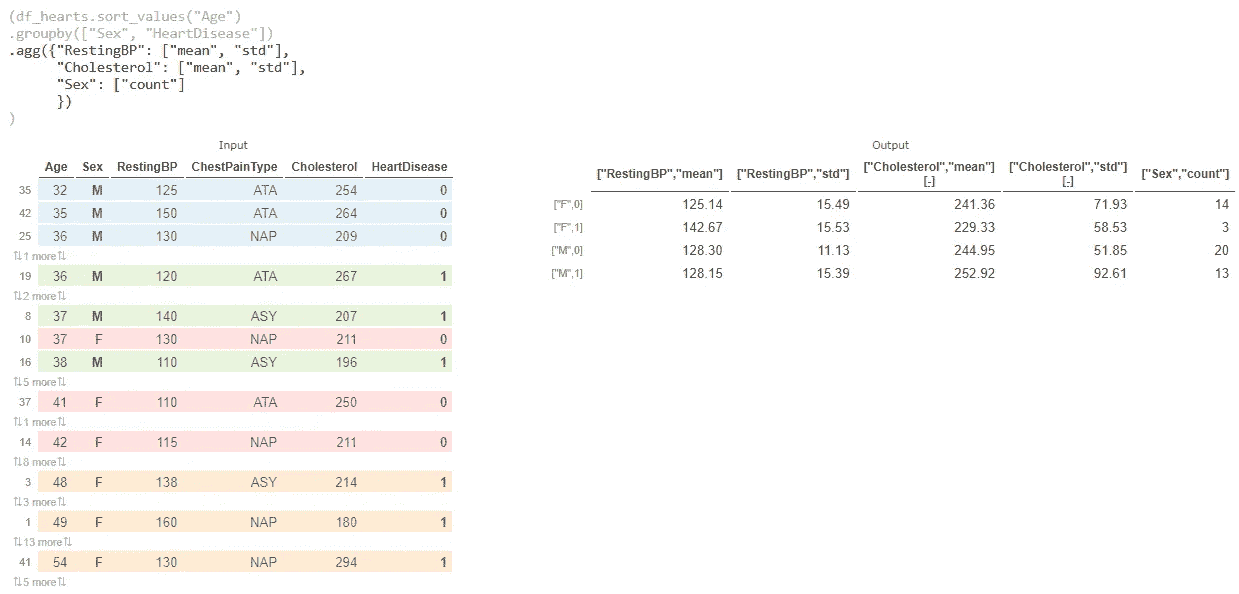 (df_hearts.sort_values("Age")
.groupby(["Sex", "HeartDisease"])
.agg({"RestingBP": ["mean", "std"],
      "Cholesterol": ["mean", "std"],
      "Sex": ["count"]
      })
)
Input
Age Sex RestingBP ChestPainType Cholesterol HeartDisease
35 32 M 125 ATA 254 0
42 35 M 150 ATA 264 0
25 36 M 130 NAP 209 0
⇅1 more⇅
19 36 M 120 ATA 267 1
⇅2 more⇅
8 37 M 140 ASY 207 1
10 37 F 130 NAP 211 0
16 38 M 110 ASY 196 1
⇅5 more⇅
37 41 F 110 ATA 250 0
⇅1 more⇅
14 42 F 115 NAP 211 0
⇅8 more⇅
3 48 F 138 ASY 214 1
⇅3 more⇅
1 49 F 160 NAP 180 1
⇅13 more⇅
41 54 F 130 NAP 294 1
⇅5 more⇅
Output
["RestingBP","mean"] ["RestingBP","std"] ["Cholesterol","mean"] ["Cholesterol","std"] ["Sex","count"]
[-] [-]
["F",0] 125.14 15.49 241.36 71.93 14
["F",1] 142.67 15.53 229.33 58.53 3
["M",0] 128.30 11.13 244.95 51.85 20
["M",1] 128.15 15.39 252.92 92.61 13